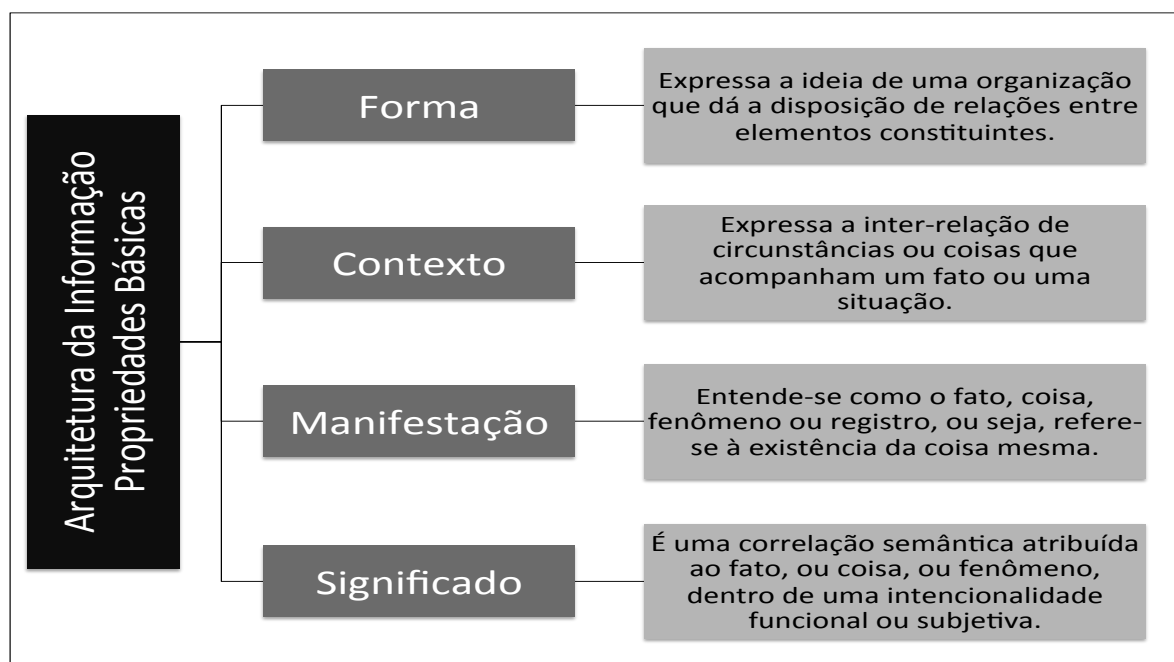 Arquitetura da Informação
Propriedades Básicas
Forma
Expressa a ideia de uma organização
que dá a disposição de relações entre
elementos constituintes.
Contexto
Expressa a inter-relação de
circunstâncias ou coisas que
acompanham um fato ou uma
situação.
Manifestação
Entende-se como o fato, coisa,
fenômeno ou registro, ou seja, refere-
se à existência da coisa mesma.
Significado
É uma correlação semântica atribuída
ao fato, ou coisa, ou fenômeno,
dentro de uma intencionalidade
funcional ou subjetiva.